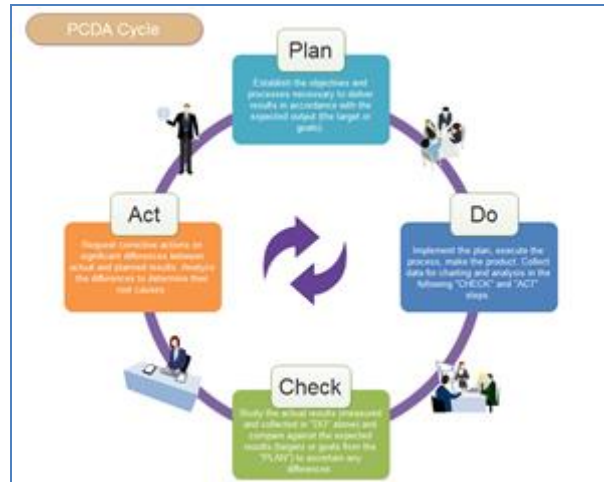 PCDA Cycle
Plan
Establish the objectives and
processes necessary to deliver
results in accordance with the
expected output (the target or
goals).
Act
Request corrective actions on
significant differences between
actual and planned results. Analyze
the differences to determine their
root causes.
Do
Implement the plan, execute the
process, make the product. Collect
data for charting and analysis in the
following "CHECK" and "ACT"
steps.
Check
Study the actual results (measured
and collected in "DO" above) and
compare against the expected
results (targets or goals from the
"PLAN") to ascertain any
differences.